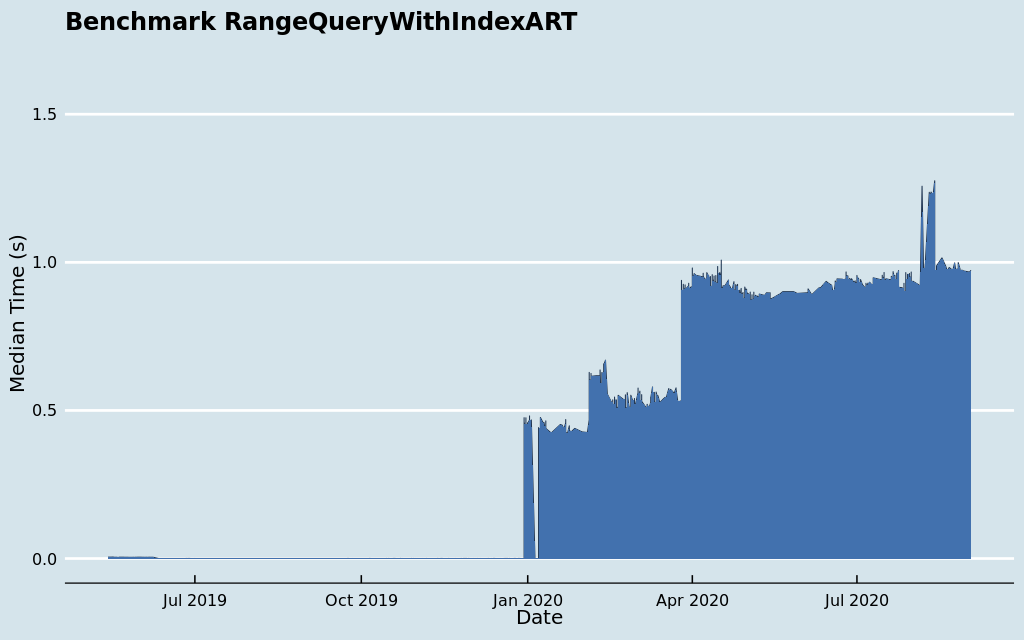 Benchmark RangeQueryWithIndexART
1.5
1.0
0.5
0.0
Median Time (s)
Jul 2019
Oct 2019
Jan 2020
Apr 2020
Jul 2020
Date